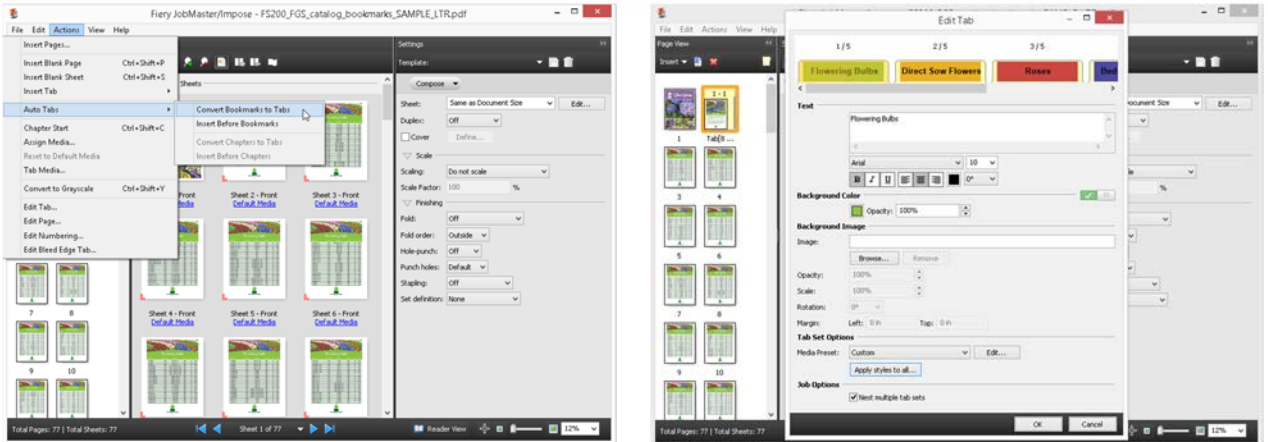 Fiery JobMaster/Impose - FS200_FGS_catalog_bookmarks_SAMPLE_LTR.pdf
File Edit Actions View Help
Insert Pages...
Insert Blank Page Ctrl+Shift+P
Insert Blank Sheet Ctrl+Shift+S
Insert Tab
Auto Tabs
Chapter Start Ctrl+Shift+C
Assign Media...
Reset to Default Media
Tab Media...
Convert to Grayscale Ctrl+Shift+Y
Edit Tab...
Edit Page...
Edit Numbering...
Edit Bleed Edge Tab...
Convert Bookmarks to Tabs
Insert Before Bookmarks
Convert Chapters to Tabs
Insert Before Chapters
Sheets
Front Sheet 2 - Front Sheet 3 - Front
Default Media Default Media Default Media
Sheet 4 - Front Sheet 5 - Front Sheet 6 - Front
Default Media Default Media Default Media
7 8
9 10
Settings
Template:
Compose
Sheet: Same as Document Size Edit...
Duplex: Off
Cover Define...
Scale
Scaling: Do not scale
Scale Factor: 100 %
Finishing
Fold: Off
Fold order: Outside
Hole-punch: Off
Punch holes: Default
Stapling: Off
Set definition: None
Total Pages: 77 | Total Sheets: 77
Sheet 1 of 77
Reader View
12%
File Edit Actions View Help
Page View
Insert
1 - 1
1 Tab[8 ...
3 4
5 6
7 8
9 10
Total Pages: 77 | Total Sheets: 77
Edit Tab
1/5 2/5 3/5
Flowering Bulbs Direct Sow Flowers Roses
Text
Flowering Bulbs
Arial 10
B I U 0°
Background Color
Opacity: 100%
Background Image
Image:
Browse... Remove
Opacity: 100%
Scale: 100%
Rotation: 0°
Margin: Left: 0 in Top: 0 in
Tab Set Options
Media Preset: Custom Edit...
Apply styles to all...
Job Options
Nest multiple tab sets
OK Cancel
ocument Size Edit...
%
12%